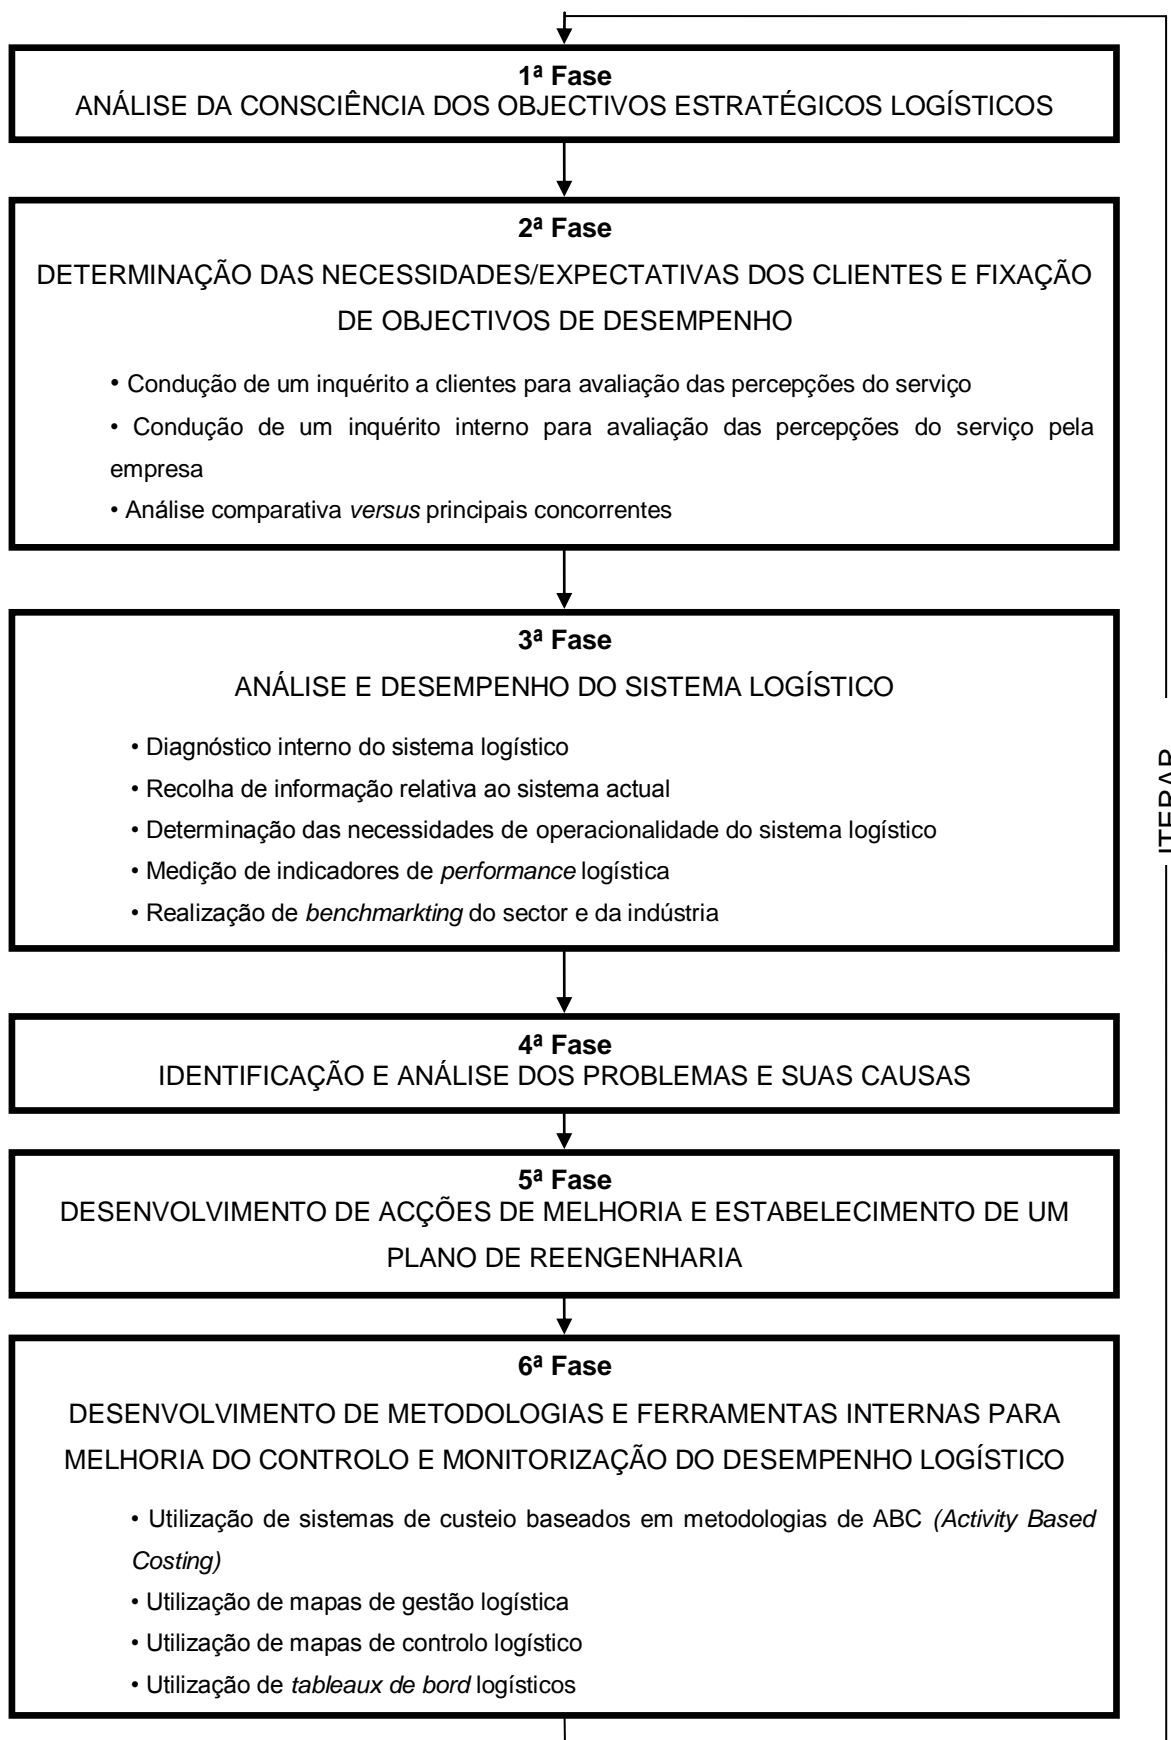 1ª Fase
ANÁLISE DA CONSCIÊNCIA DOS OBJECTIVOS ESTRATÉGICOS LOGÍSTICOS
2ª Fase
DETERMINAÇÃO DAS NECESSIDADES/EXPECTATIVAS DOS CLIENTES E FIXAÇÃO
DE OBJECTIVOS DE DESEMPENHO
• Condução de um inquérito a clientes para avaliação das percepções do serviço
• Condução de um inquérito interno para avaliação das percepções do serviço pela
empresa
• Análise comparativa versus principais concorrentes
3ª Fase
ANÁLISE E DESEMPENHO DO SISTEMA LOGÍSTICO
• Diagnóstico interno do sistema logístico
• Recolha de informação relativa ao sistema actual
• Determinação das necessidades de operacionalidade do sistema logístico
• Medição de indicadores de performance logística
• Realização de benchmarkting do sector e da indústria
ITERAR
4ª Fase
IDENTIFICAÇÃO E ANÁLISE DOS PROBLEMAS E SUAS CAUSAS
5ª Fase
DESENVOLVIMENTO DE ACÇÕES DE MELHORIA E ESTABELECIMENTO DE UM
PLANO DE REENGENHARIA
6ª Fase
DESENVOLVIMENTO DE METODOLOGIAS E FERRAMENTAS INTERNAS PARA
MELHORIA DO CONTROLO E MONITORIZAÇÃO DO DESEMPENHO LOGÍSTICO
• Utilização de sistemas de custeio baseados em metodologias de ABC (Activity Based
Costing)
• Utilização de mapas de gestão logística
• Utilização de mapas de controlo logístico
• Utilização de tableaux de bord logísticos